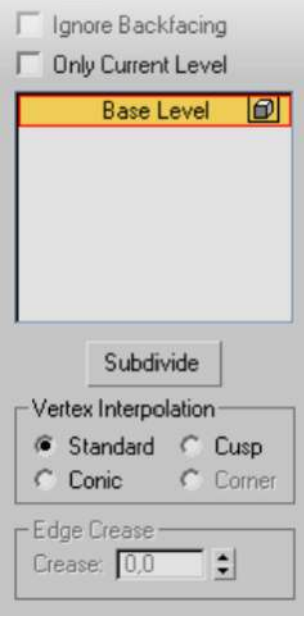 Ignore Backfacing
Only Current Level
Base Level
Subdivide
Vertex Interpolation
Standard Cusp
Conic Corner
Edge Crease
Crease: 0,0